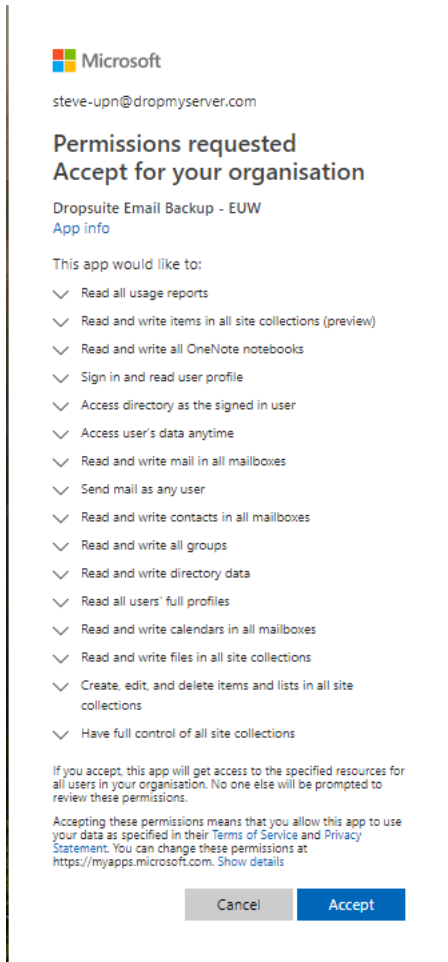 Microsoft
steve-upn@dropmyserver.com
Permissions requested
Accept for your organisation
Dropsuite Email Backup - EUW
App info
This app would like to:
Read all usage reports
Read and write items in all site collections (preview)
Read and write all OneNote notebooks
Sign in and read user profile
Access directory as the signed in user
Access user's data anytime
Read and write mail in all mailboxes
Send mail as any user
Read and write contacts in all mailboxes
Read and write all groups
Read and write directory data
Read all users' full profiles
Read and write calendars in all mailboxes
Read and write files in all site collections
Create, edit, and delete items and lists in all site
collections
Have full control of all site collections
If you accept, this app will get access to the specified resources for
all users in your organisation. No one else will be prompted to
review these permissions.
Accepting these permissions means that you allow this app to use
your data as specified in their Terms of Service and Privacy
Statement. You can change these permissions at
https://myapps.microsoft.com. Show details
Cancel Accept